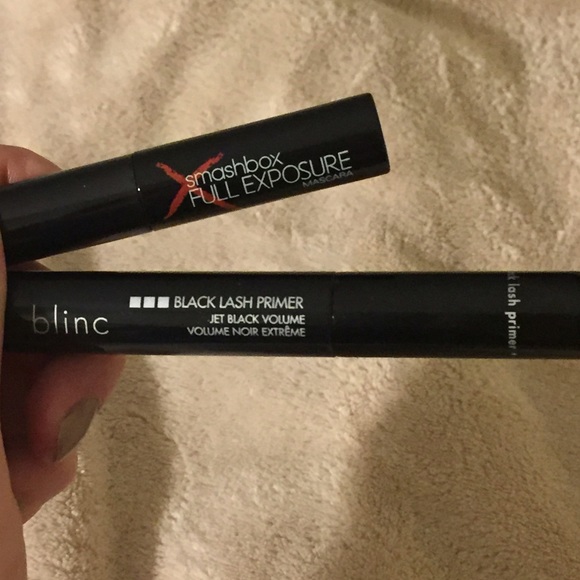 smashbox
FULL EXPOSURE
MASCARA
blinc
BLACK LASH PRIMER
JET BLACK VOLUME
VOLUME NOIR EXTRÊME
lash primer